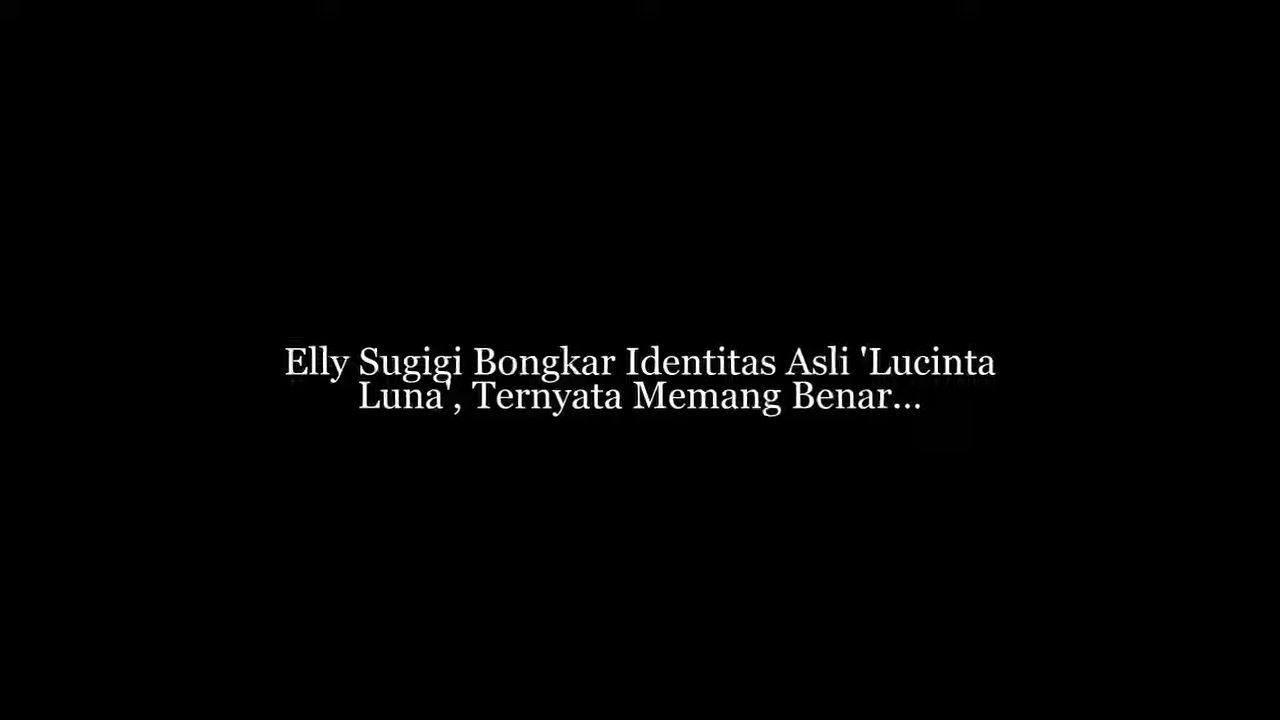 Elly Sugigi Bongkar Identitas Asli 'Lucinta
Luna', Ternyata Memang Benar...